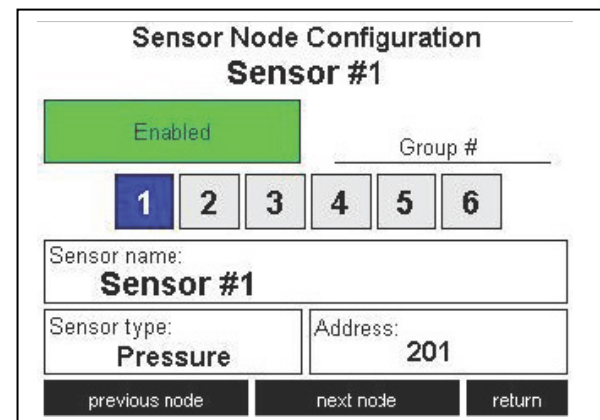 Sensor Node Configuration
Sensor #1
Enabled
Group #
1 2 3 4 5 6
Sensor name:
Sensor #1
Sensor type:
Pressure
Address:
201
previous node next node return